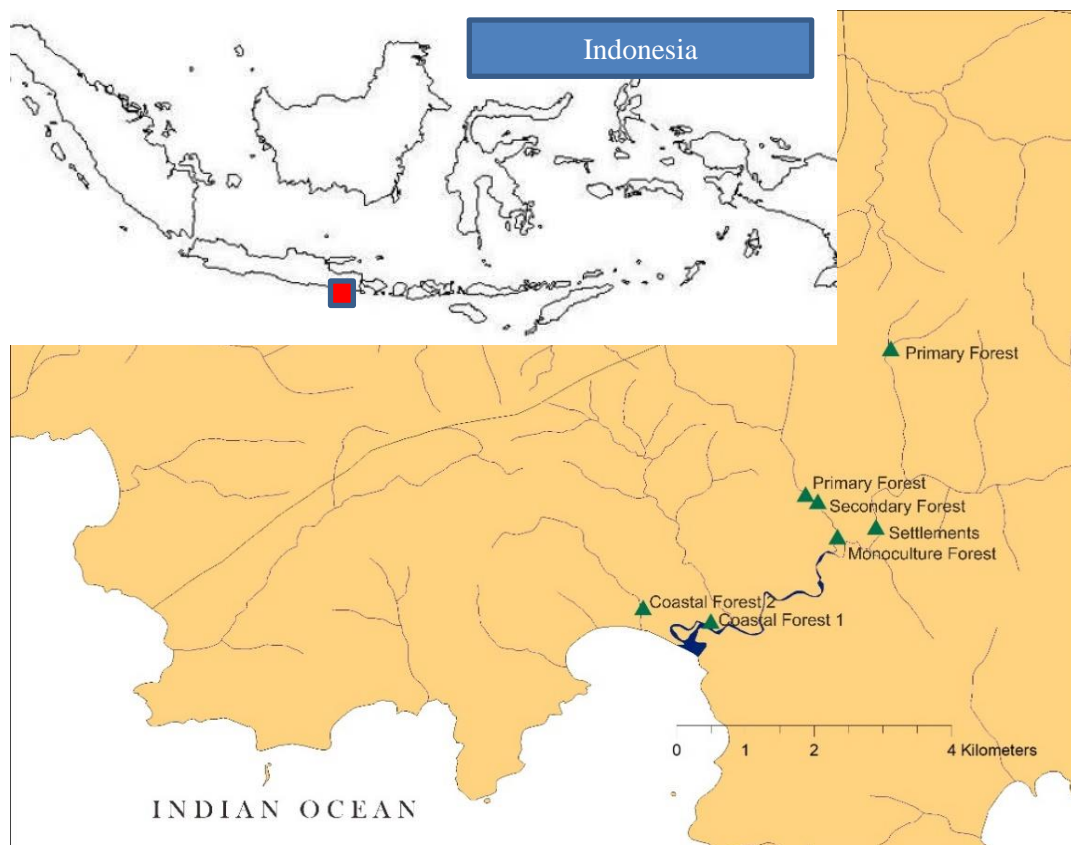 Indonesia
Primary Forest
Primary Forest
Secondary Forest
Settlements
Monoculture Forest
Coastal Forest 2
Coastal Forest 1
0 1 2 4 Kilometers
INDIAN OCEAN